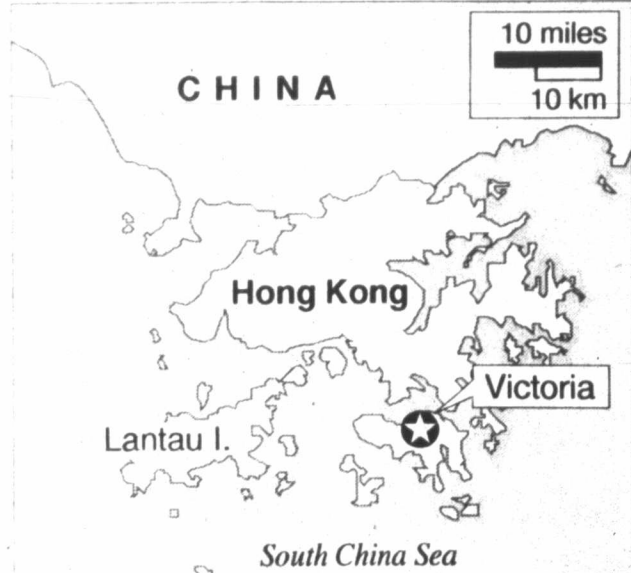 10 miles
10 km
CHINA
Hong Kong
Victoria
Lantau I.
South China Sea